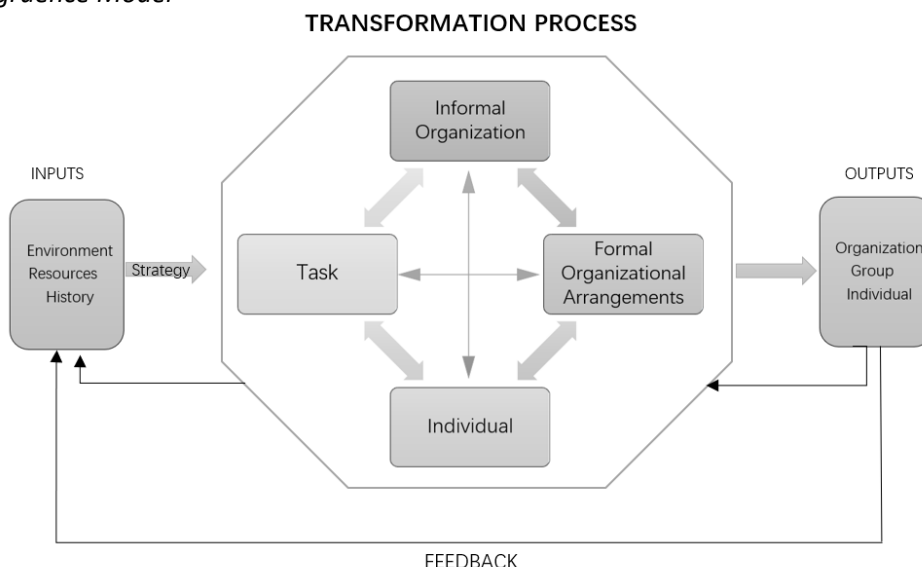 TRANSFORMATION PROCESS
Informal
Organization
INPUTS
OUTPUTS
Environment
Resources
History
Strategy
Task
Formal
Organizational
Arrangements
Organization
Group
Individual
Individual
FEEDBACK